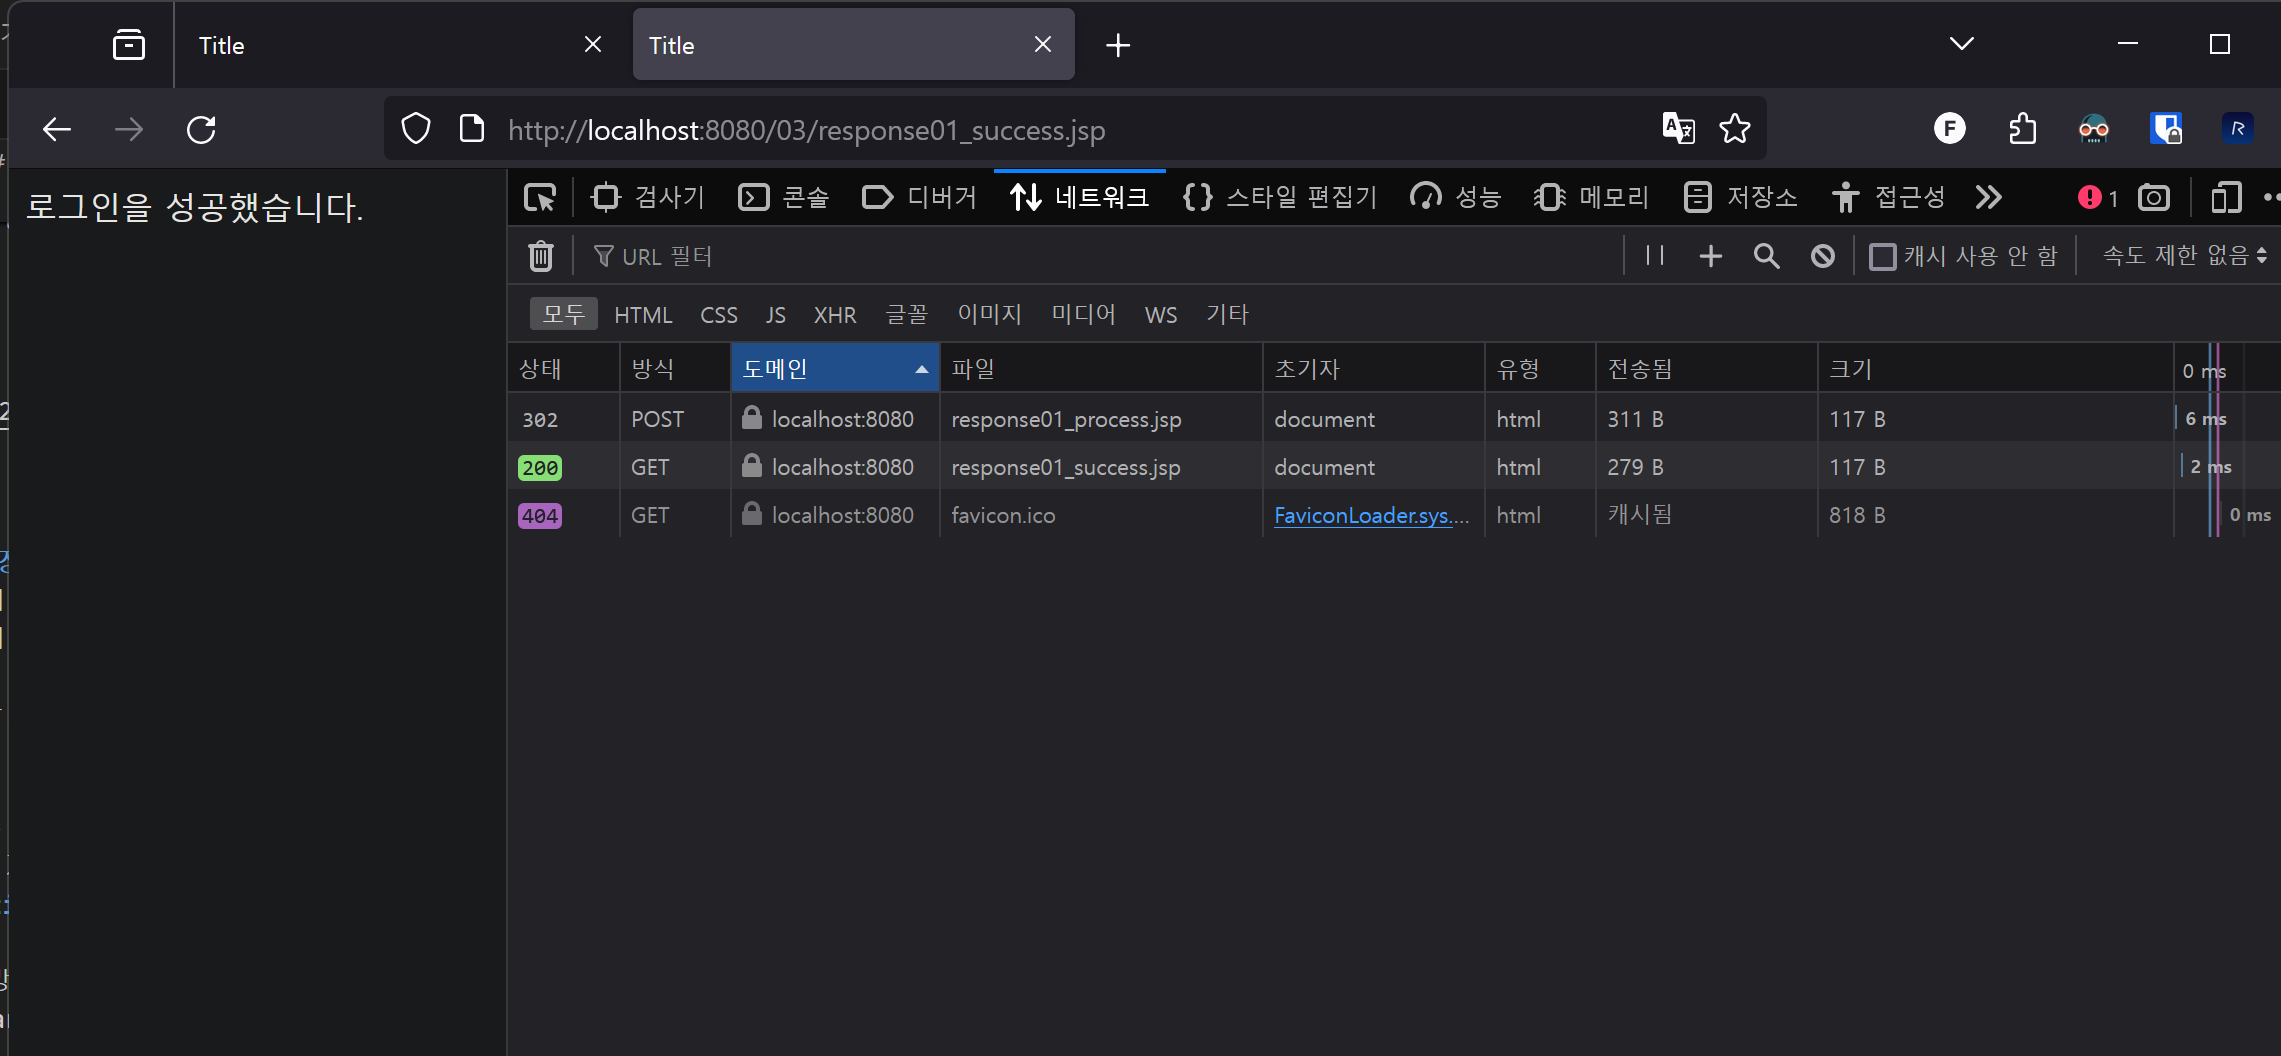 Title
Title
http://localhost:8080/03/response01_success.jsp
로그인을 성공했습니다.
검사기 콘솔 디버거 네트워크 스타일 편집기 성능 메모리 저장소 접근성 1
URL 필터 캐시 사용 안 함 속도 제한 없음
모두 HTML CSS JS XHR 글꼴 이미지 미디어 WS 기타
상태 방식 도메인 파일 초기자 유형 전송됨 크기 0 ms
302 POST localhost:8080 response01_process.jsp document html 311 B 117 B 6 ms
200 GET localhost:8080 response01_success.jsp document html 279 B 117 B 2 ms
404 GET localhost:8080 favicon.ico FaviconLoader.sys.... html 캐시됨 818 B 0 ms